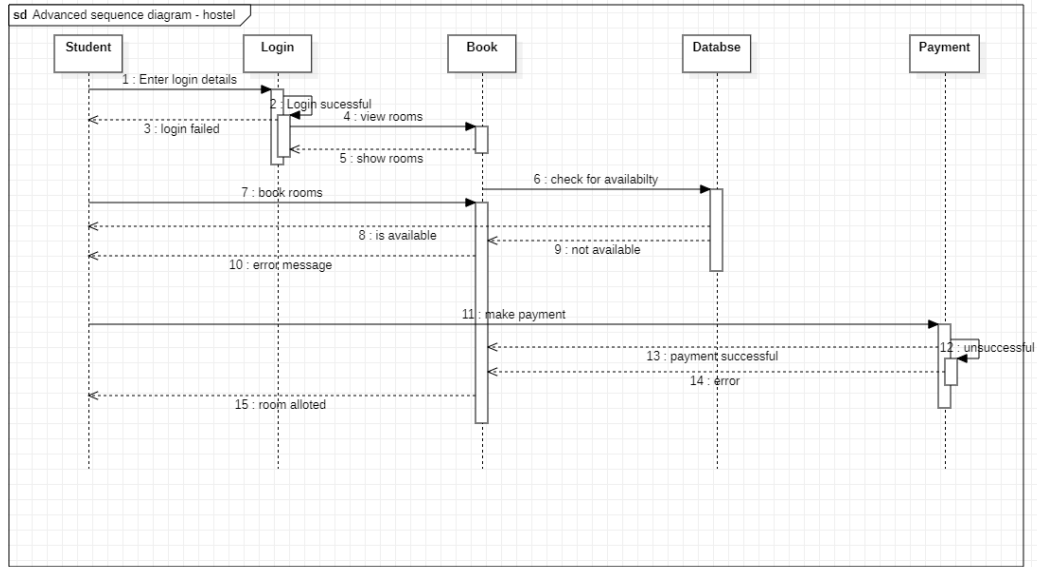 sd Advanced sequence diagram - hostel
Student
Login
Book
Databse
Payment
1 : Enter login details
2 : Login sucessful
3 : login failed
4 : view rooms
5 : show rooms
6 : check for availabilty
7 : book rooms
8 : is available
9 : not available
10 : error message
11 : make payment
12 : unsuccessful
13 : payment successful
14 : error
15 : room alloted